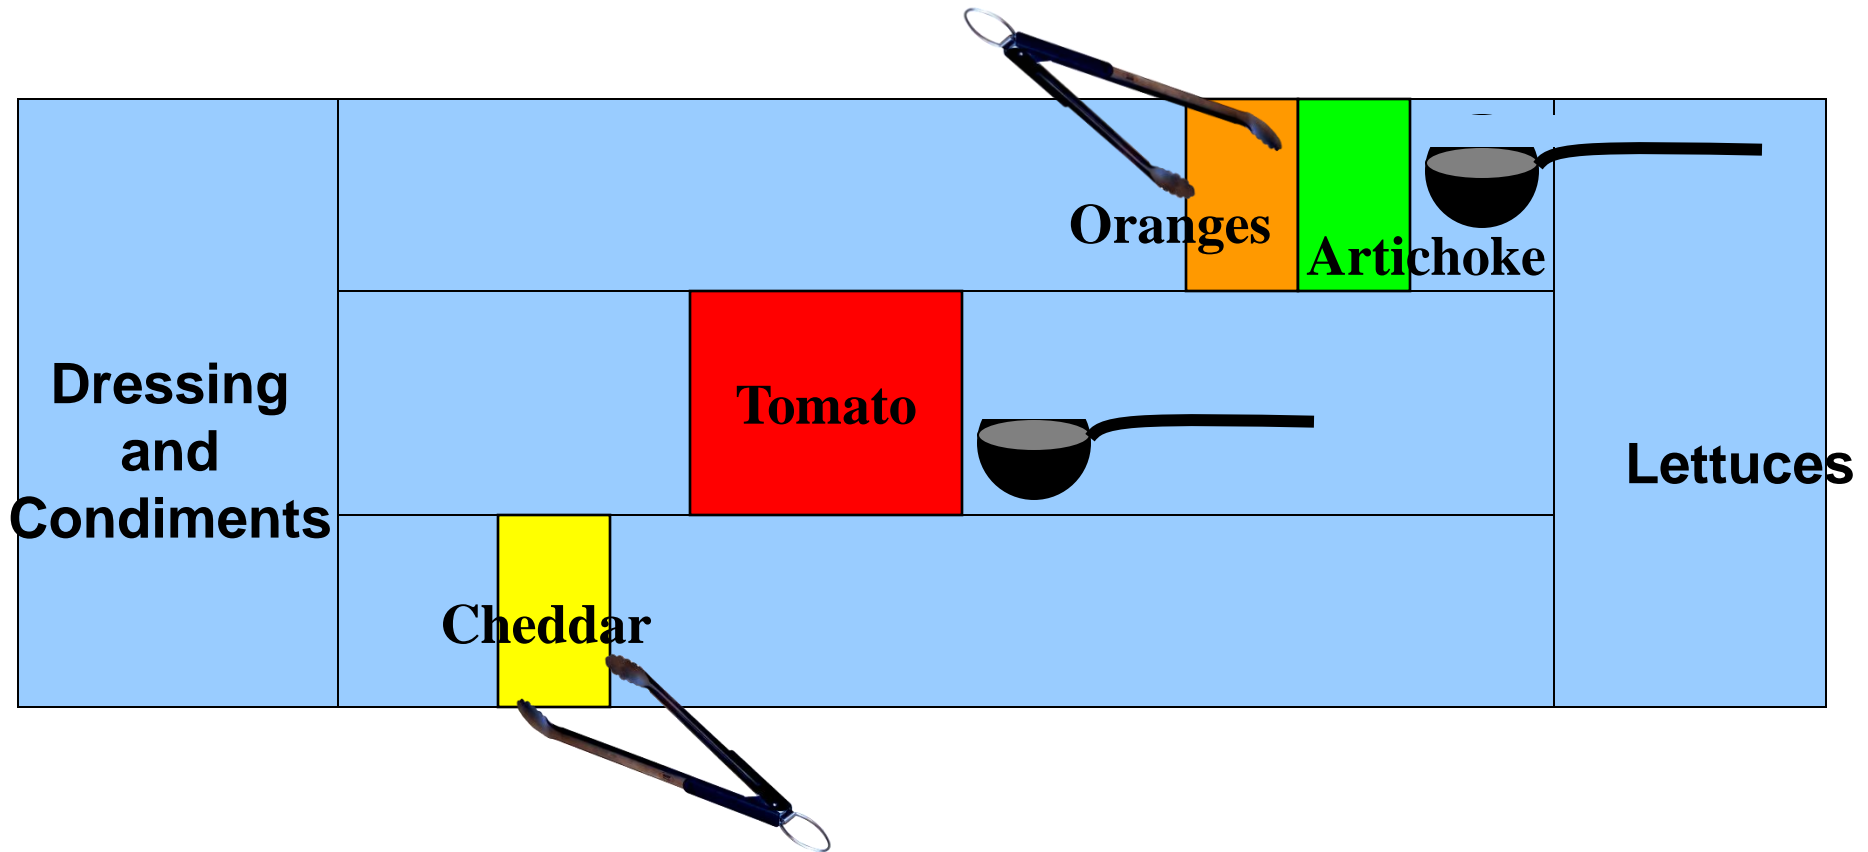 Oranges
Artichoke
Dressing
and
Condiments
Tomato
Lettuces
Cheddar